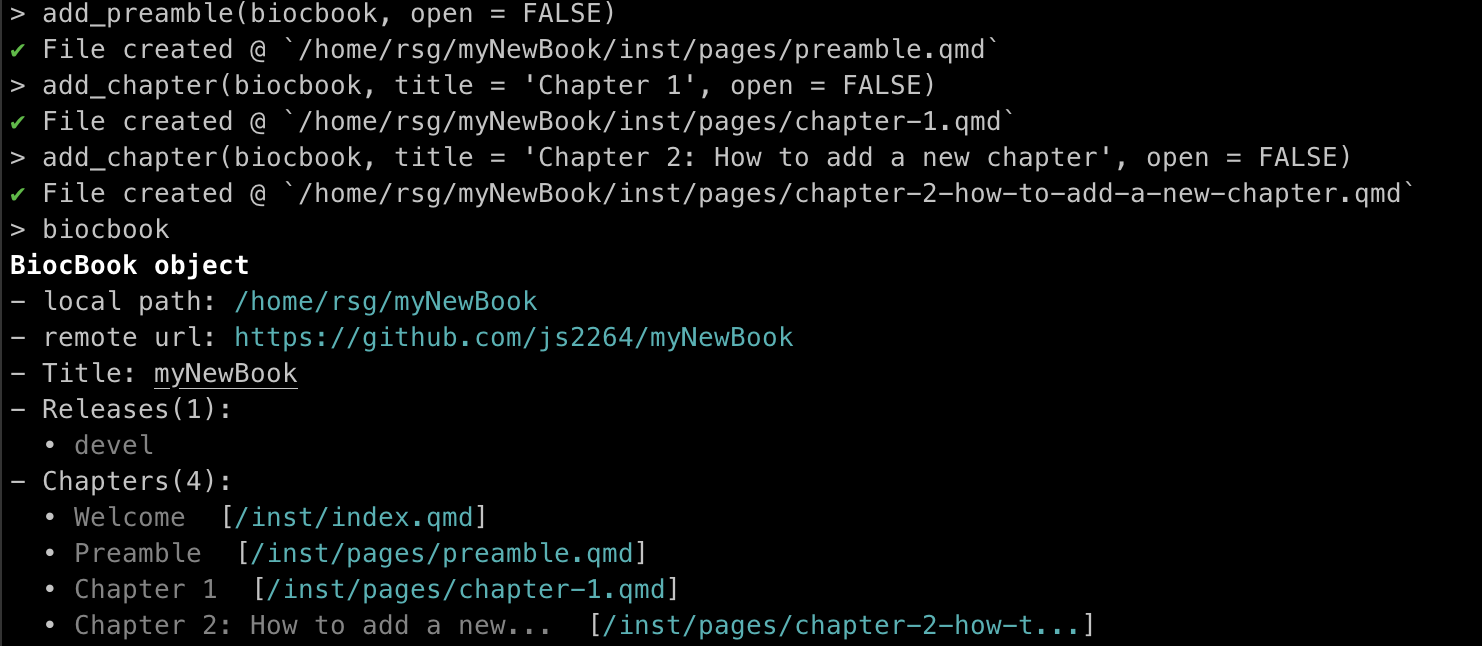 > add_preamble(biocbook, open = FALSE)
✔ File created @ `/home/rsg/myNewBook/inst/pages/preamble.qmd`
> add_chapter(biocbook, title = 'Chapter 1', open = FALSE)
✔ File created @ `/home/rsg/myNewBook/inst/pages/chapter-1.qmd`
> add_chapter(biocbook, title = 'Chapter 2: How to add a new chapter', open = FALSE)
✔ File created @ `/home/rsg/myNewBook/inst/pages/chapter-2-how-to-add-a-new-chapter.qmd`
> biocbook
BiocBook object
- local path: /home/rsg/myNewBook
- remote url: https://github.com/js2264/myNewBook
- Title: myNewBook
- Releases(1):
  • devel
- Chapters(4):
  • Welcome  [/inst/index.qmd]
  • Preamble  [/inst/pages/preamble.qmd]
  • Chapter 1  [/inst/pages/chapter-1.qmd]
  • Chapter 2: How to add a new...  [/inst/pages/chapter-2-how-t...]